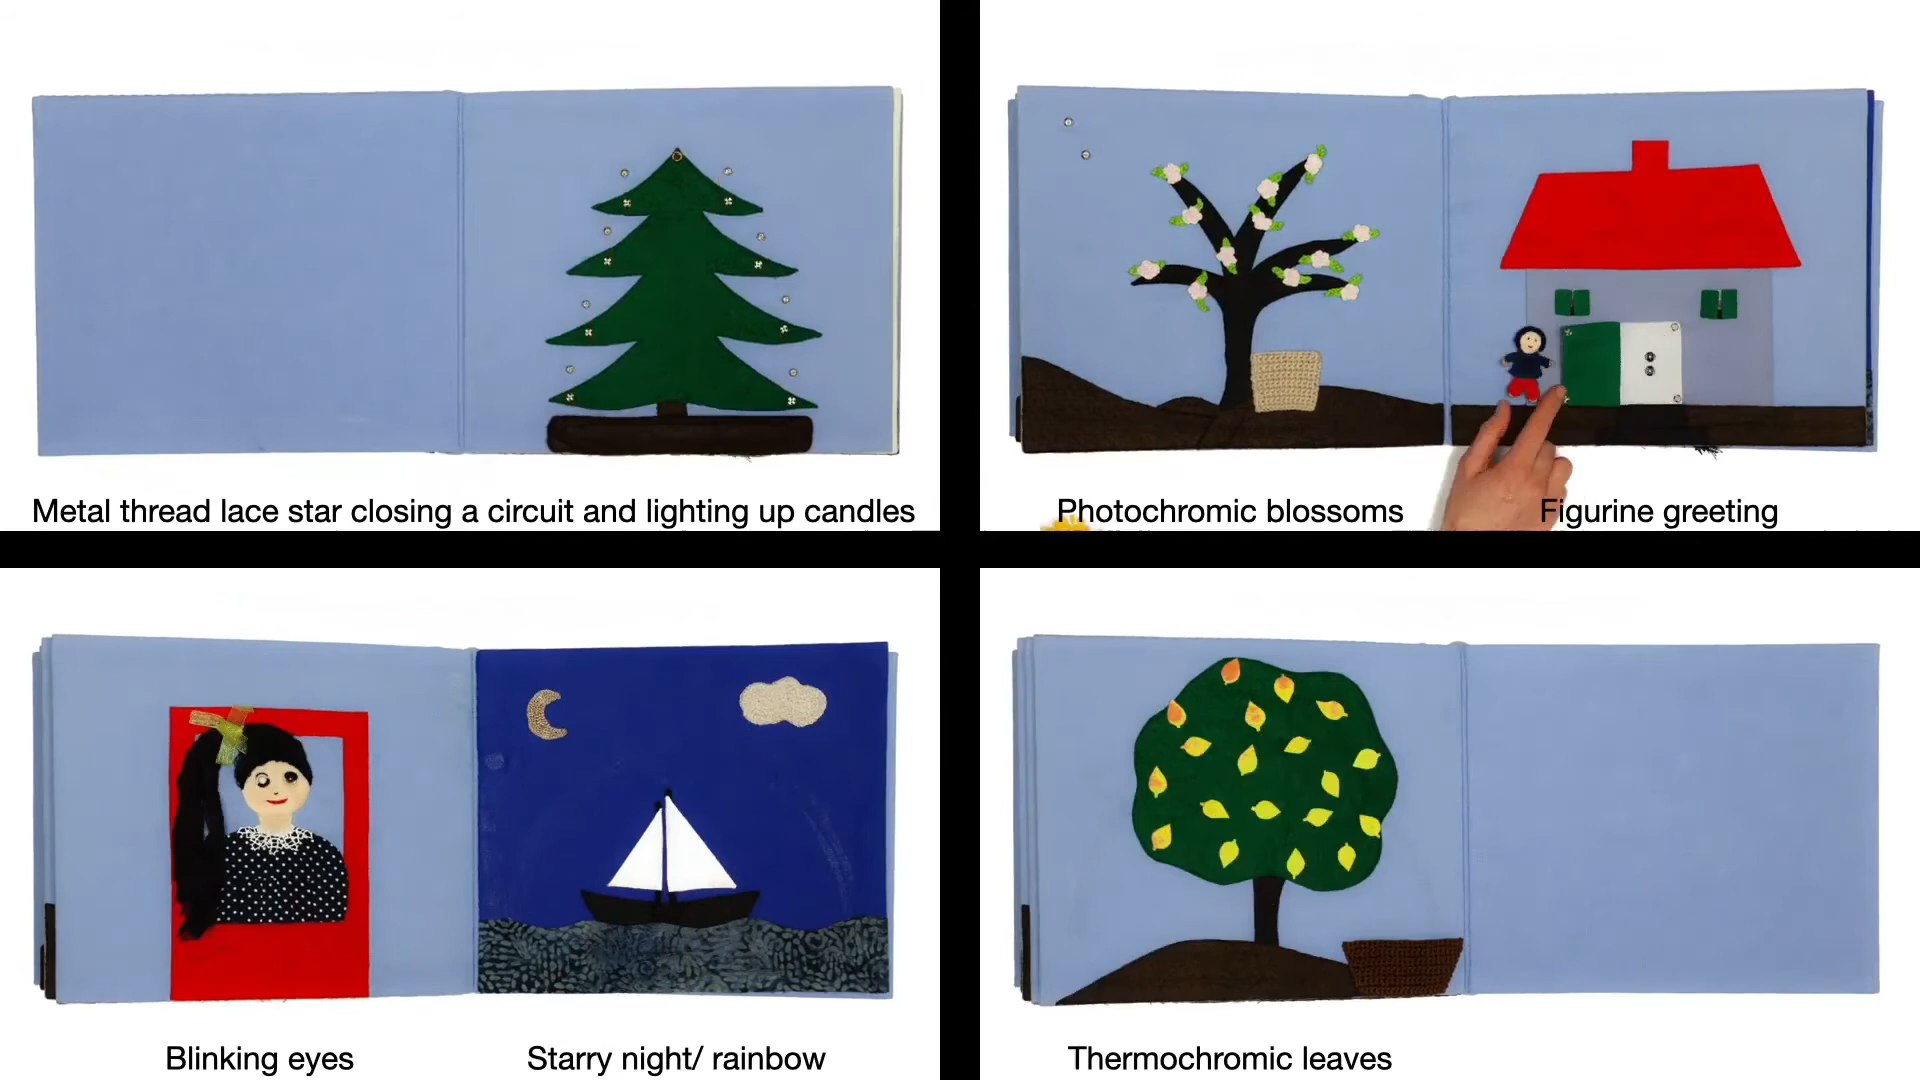 Metal thread lace star closing a circuit and lighting up candles
Photochromic blossoms
Figurine greeting
Blinking eyes
Starry night/ rainbow
Thermochromic leaves